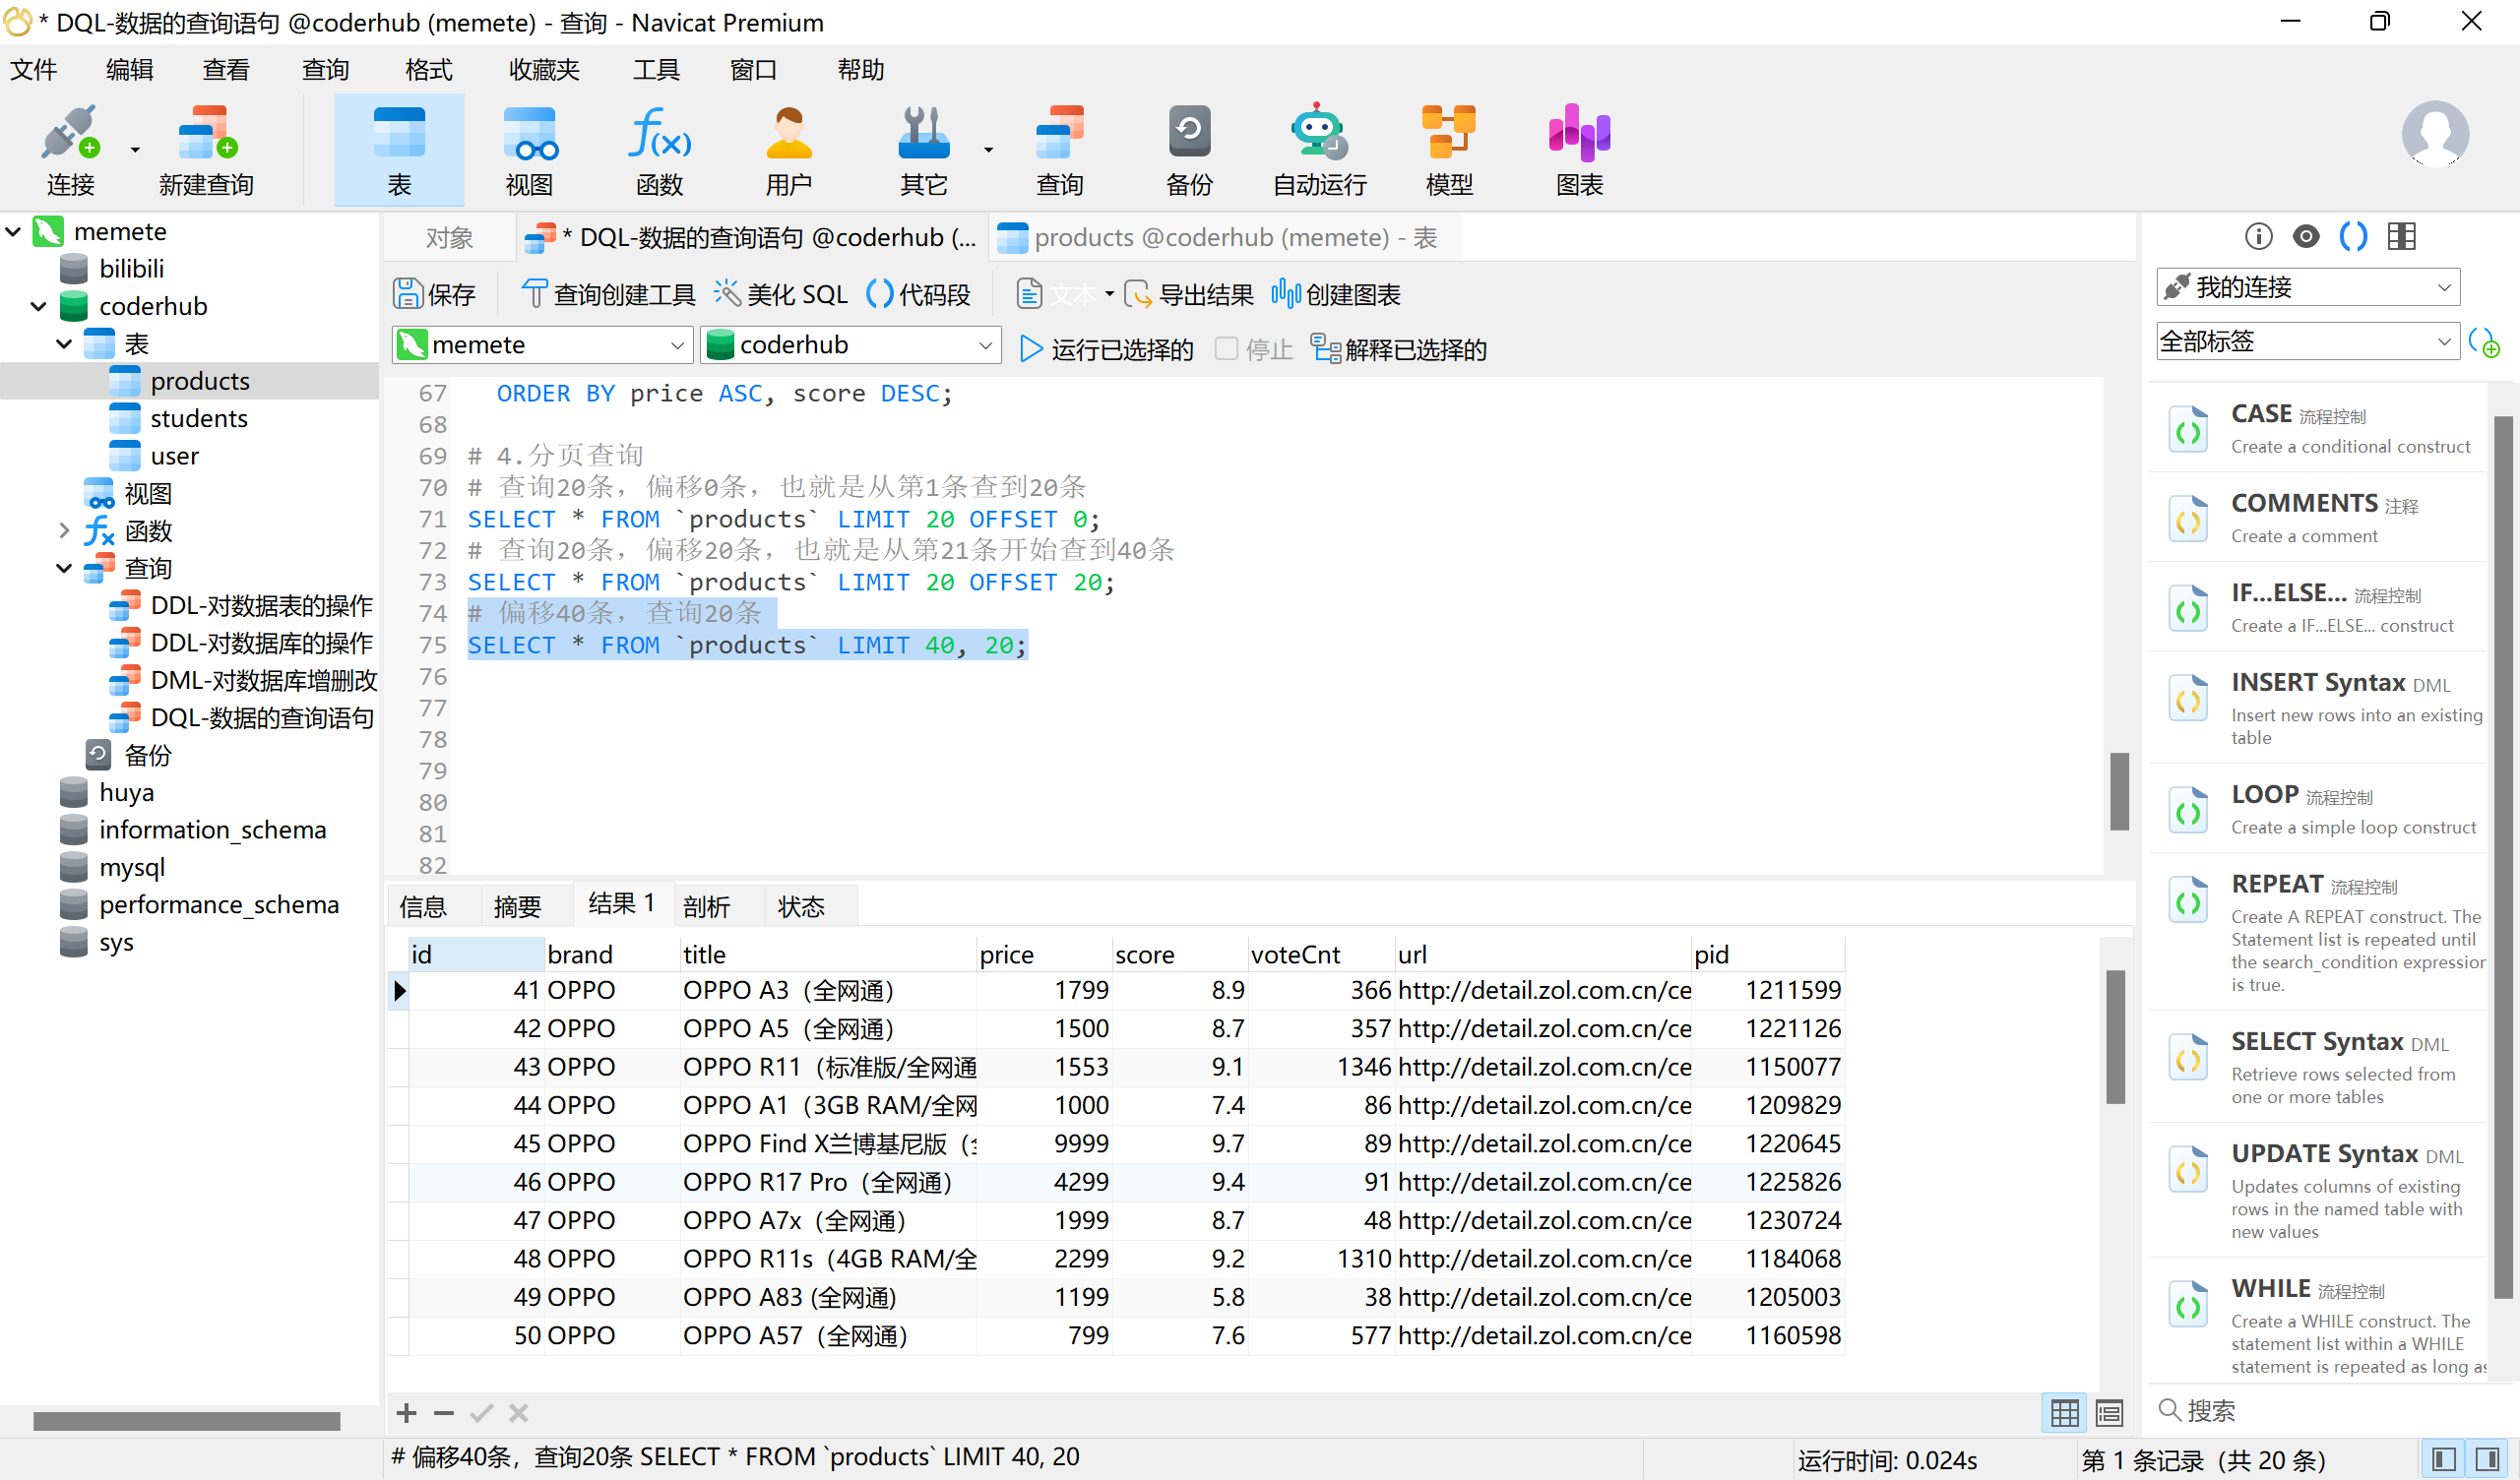 * DQL-数据的查询语句 @coderhub (memete) - 查询 - Navicat Premium
文件 编辑 查看 查询 格式 收藏夹 工具 窗口 帮助
连接 新建查询 表 视图 函数 用户 其它 查询 备份 自动运行 模型 图表
memete
bilibili
coderhub
表
products
students
user
视图
函数
查询
DDL-对数据表的操作
DDL-对数据库的操作
DML-对数据库增删改
DQL-数据的查询语句
备份
huya
information_schema
mysql
performance_schema
sys
对象 * DQL-数据的查询语句 @coderhub (... products @coderhub (memete) - 表
保存 查询创建工具 美化 SQL 代码段 文本 导出结果 创建图表
memete coderhub 运行已选择的 停止 解释已选择的
67 ORDER BY price ASC, score DESC;
68
69 # 4.分页查询
70 # 查询20条，偏移0条，也就是从第1条查到20条
71 SELECT * FROM `products` LIMIT 20 OFFSET 0;
72 # 查询20条，偏移20条，也就是从第21条开始查到40条
73 SELECT * FROM `products` LIMIT 20 OFFSET 20;
74 # 偏移40条，查询20条
75 SELECT * FROM `products` LIMIT 40, 20;
76
77
78
79
80
81
82
信息 摘要 结果 1 剖析 状态
id brand title price score voteCnt url pid
41 OPPO OPPO A3（全网通） 1799 8.9 366 http://detail.zol.com.cn/ce 1211599
42 OPPO OPPO A5（全网通） 1500 8.7 357 http://detail.zol.com.cn/ce 1221126
43 OPPO OPPO R11（标准版/全网通 1553 9.1 1346 http://detail.zol.com.cn/ce 1150077
44 OPPO OPPO A1（3GB RAM/全网 1000 7.4 86 http://detail.zol.com.cn/ce 1209829
45 OPPO OPPO Find X兰博基尼版（ 9999 9.7 89 http://detail.zol.com.cn/ce 1220645
46 OPPO OPPO R17 Pro（全网通） 4299 9.4 91 http://detail.zol.com.cn/ce 1225826
47 OPPO OPPO A7x（全网通） 1999 8.7 48 http://detail.zol.com.cn/ce 1230724
48 OPPO OPPO R11s（4GB RAM/全 2299 9.2 1310 http://detail.zol.com.cn/ce 1184068
49 OPPO OPPO A83 (全网通) 1199 5.8 38 http://detail.zol.com.cn/ce 1205003
50 OPPO OPPO A57（全网通） 799 7.6 577 http://detail.zol.com.cn/ce 1160598
# 偏移40条，查询20条 SELECT * FROM `products` LIMIT 40, 20
运行时间: 0.024s
第 1 条记录（共 20 条）
我的连接
全部标签
CASE 流程控制
Create a conditional construct
COMMENTS 注释
Create a comment
IF...ELSE... 流程控制
Create a IF...ELSE... construct
INSERT Syntax DML
Insert new rows into an existing
table
LOOP 流程控制
Create a simple loop construct
REPEAT 流程控制
Create A REPEAT construct. The
Statement list is repeated until
the search_condition expression
is true.
SELECT Syntax DML
Retrieve rows selected from
one or more tables
UPDATE Syntax DML
Updates columns of existing
rows in the named table with
new values
WHILE 流程控制
Create a WHILE construct. The
statement list within a WHILE
statement is repeated as long as
搜索